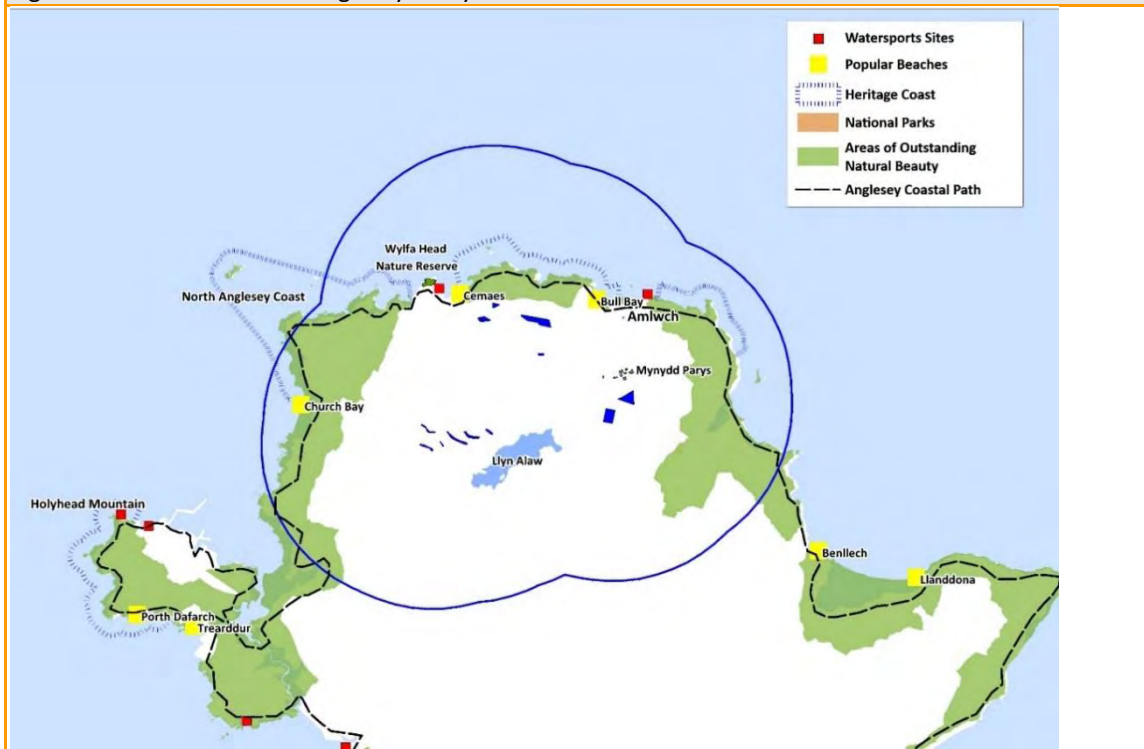 Watersports Sites
Popular Beaches
Heritage Coast
National Parks
Areas of Outstanding
Natural Beauty
Anglesey Coastal Path
Wylfa Head
Nature Reserve
North Anglesey Coast
Cemaes
Bull Bay
Amlwch
Mynydd Parys
Church Bay
Llyn Alaw
Holyhead Mountain
Benllech
Llanddona
Porth Dafarch
Trearddur